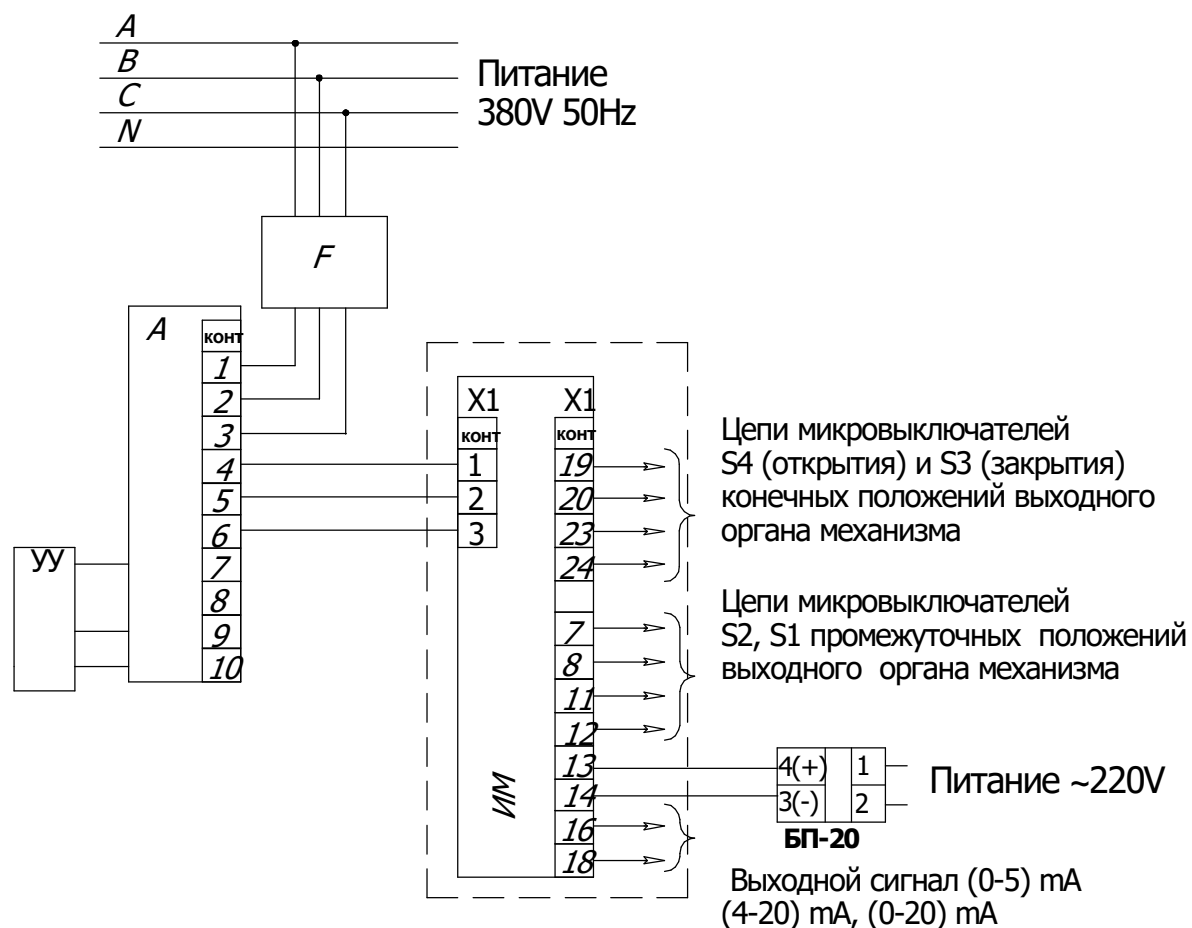 A
B
C
N
Питание
380V 50Hz
F
A
конт
1
2
3
4
5
6
7
8
9
10
УУ
X1
конт
1
2
3
ИМ
X1
конт
19
20
23
24
7
8
11
12
13
14
16
18
Цепи микровыключателей
S4 (открытия) и S3 (закрытия)
конечных положений выходного
органа механизма
Цепи микровыключателей
S2, S1 промежуточных положений
выходного органа механизма
4(+) 1
3(-) 2
БП-20
Питание ~220V
Выходной сигнал (0-5) mA
(4-20) mA, (0-20) mA